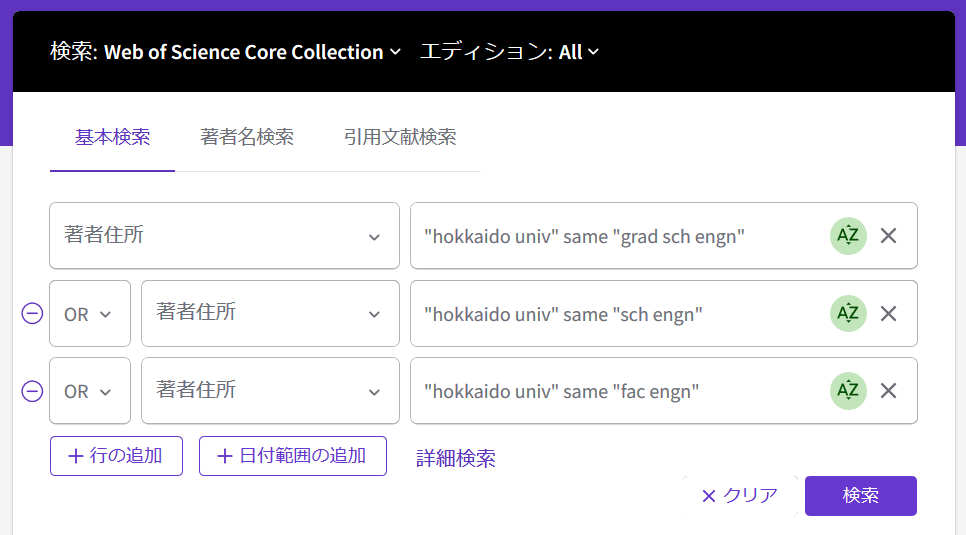 検索: Web of Science Core Collection エディション: All
基本検索 著者名検索 引用文献検索
著者住所 "hokkaido univ" same "grad sch engn" AZ
OR 著者住所 "hokkaido univ" same "sch engn" AZ
OR 著者住所 "hokkaido univ" same "fac engn" AZ
+ 行の追加 + 日付範囲の追加 詳細検索
× クリア 検索